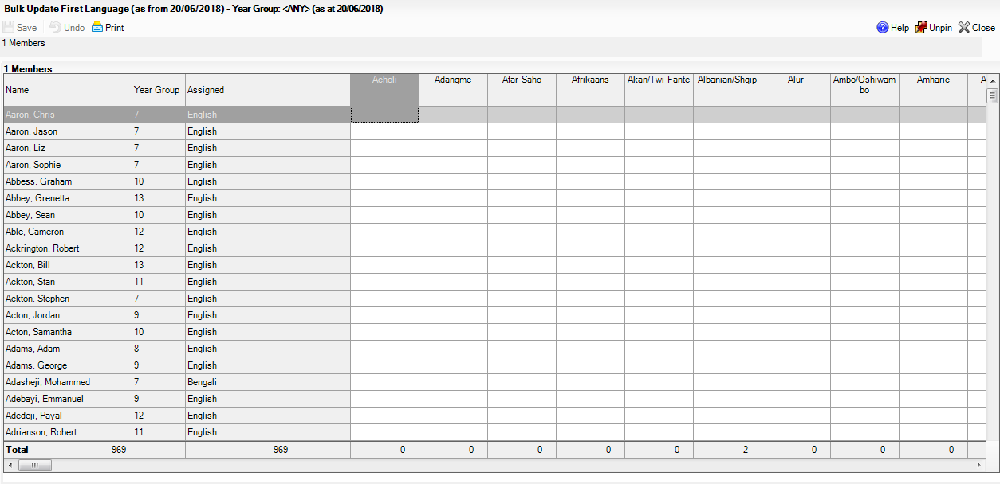 Bulk Update First Language (as from 20/06/2018) - Year Group: <ANY> (as at 20/06/2018)
Save Undo Print Help Unpin Close
1 Members
1 Members
Name Year Group Assigned Acholi Adangme Afar-Saho Afrikaans Akan/Twi-Fante Albanian/Shqip Alur Ambo/Oshiwam Amharic A
bo
Aaron, Chris 7 English
Aaron, Jason 7 English
Aaron, Liz 7 English
Aaron, Sophie 7 English
Abbess, Graham 10 English
Abbey, Grenetta 13 English
Abbey, Sean 10 English
Able, Cameron 12 English
Ackrington, Robert 12 English
Ackton, Bill 13 English
Ackton, Stan 11 English
Ackton, Stephen 7 English
Acton, Jordan 9 English
Acton, Samantha 10 English
Adams, Adam 8 English
Adams, George 9 English
Adasheji, Mohammed 7 Bengali
Adebayi, Emmanuel 9 English
Adedeji, Payal 12 English
Adrianson, Robert 11 English
Total 969 969 0 0 0 0 0 2 0 0 0